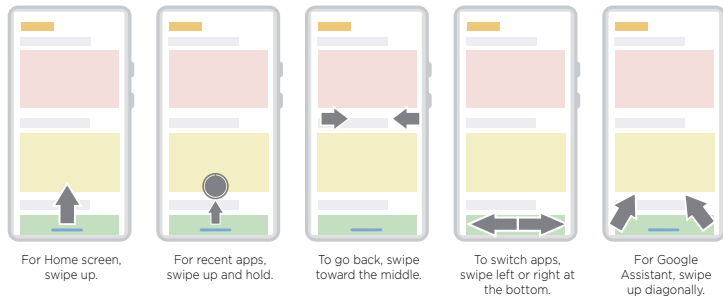 For Home screen,
swipe up.
For recent apps,
swipe up and hold.
To go back, swipe
toward the middle.
To switch apps,
swipe left or right at
the bottom.
For Google
Assistant, swipe
up diagonally.